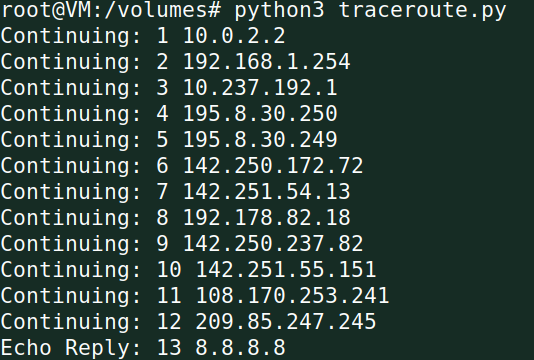 root@VM:/volumes# python3 traceroute.py
Continuing: 1 10.0.2.2
Continuing: 2 192.168.1.254
Continuing: 3 10.237.192.1
Continuing: 4 195.8.30.250
Continuing: 5 195.8.30.249
Continuing: 6 142.250.172.72
Continuing: 7 142.251.54.13
Continuing: 8 192.178.82.18
Continuing: 9 142.250.237.82
Continuing: 10 142.251.55.151
Continuing: 11 108.170.253.241
Continuing: 12 209.85.247.245
Echo Reply: 13 8.8.8.8